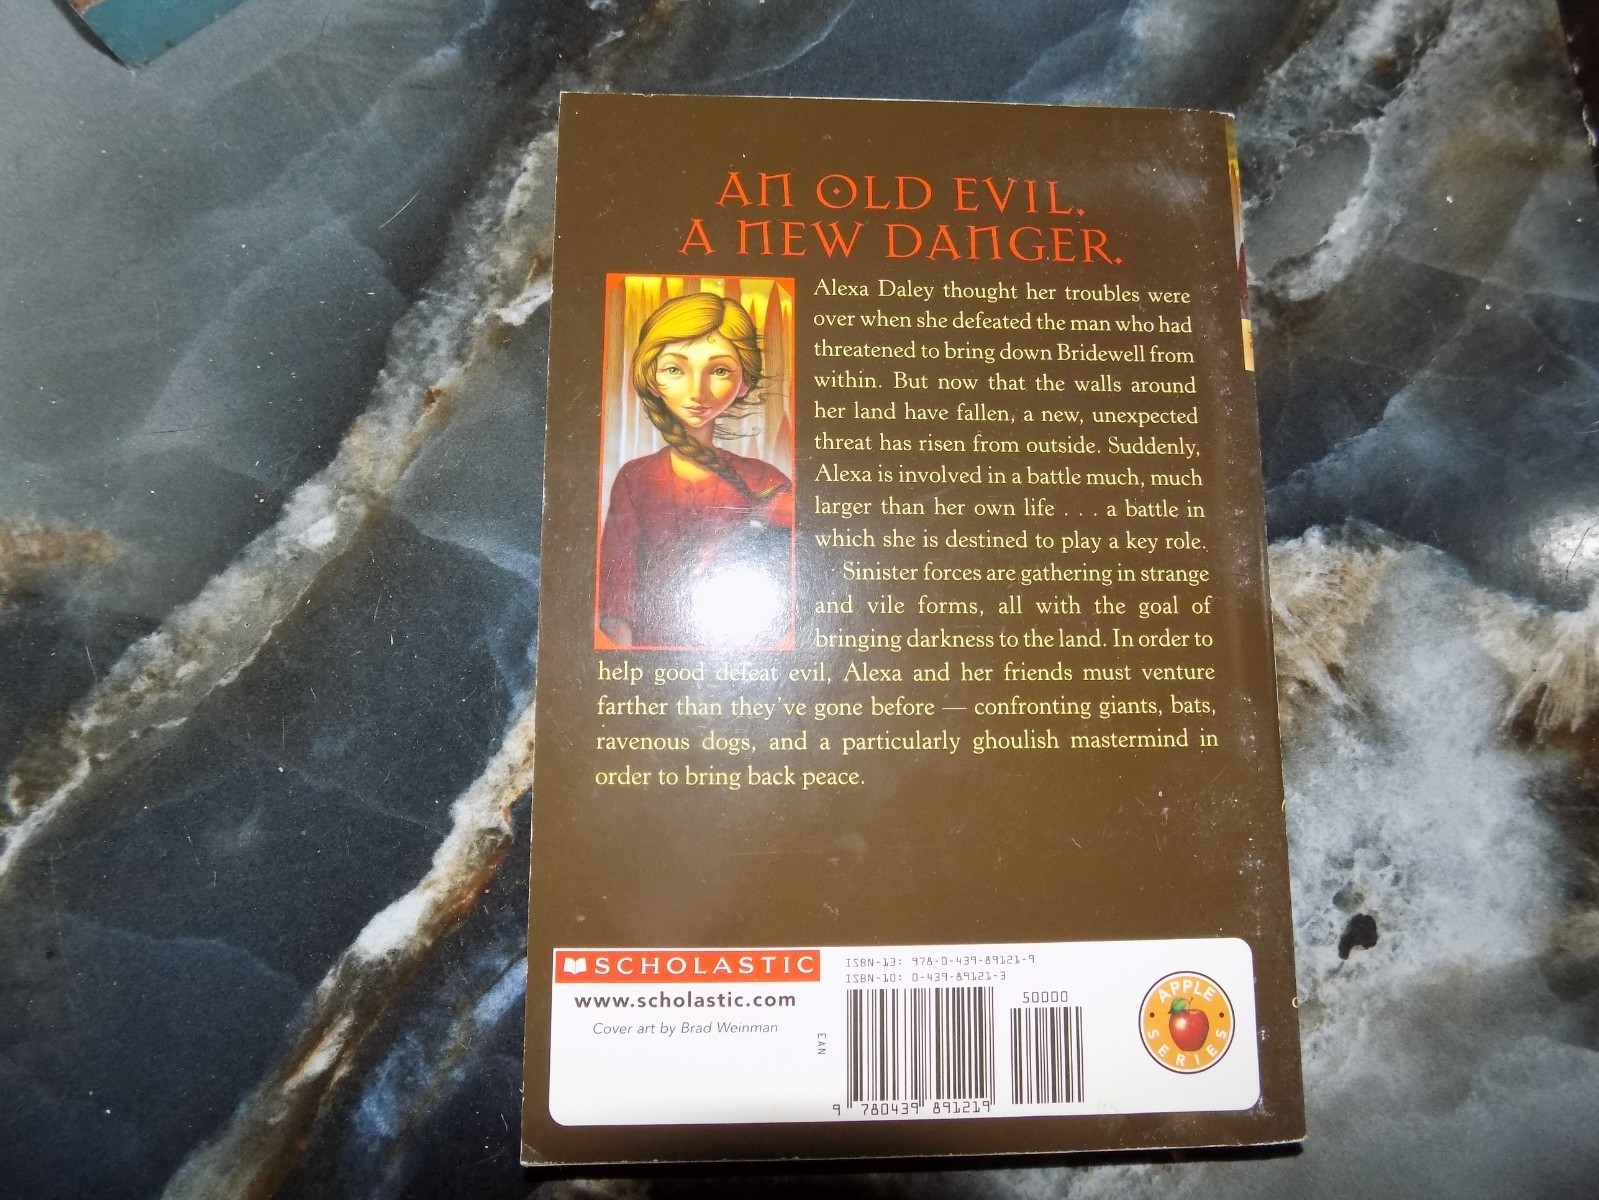 AN OLD EVIL.
A NEW DANGER.
Alexa Daley thought her troubles were
over when she defeated the man who had
threatened to bring down Bridewell from
within. But now that the walls around
her land have fallen, a new, unexpected
threat has risen from outside. Suddenly,
Alexa is involved in a battle much, much
larger than her own life . . . a battle in
which she is destined to play a key role.
Sinister forces are gathering in strange
and vile forms, all with the goal of
bringing darkness to the land. In order to
help good defeat evil, Alexa and her friends must venture
farther than they've gone before — confronting giants, bats,
ravenous dogs, and a particularly ghoulish mastermind in
order to bring back peace.
SCHOLASTIC
www.scholastic.com
Cover art by Brad Weinman
EAN
ISBN-13: 978-0-439-89121-9
ISBN-10: 0-439-89121-3
50000
9 780439 891219
APPLE
SERIES